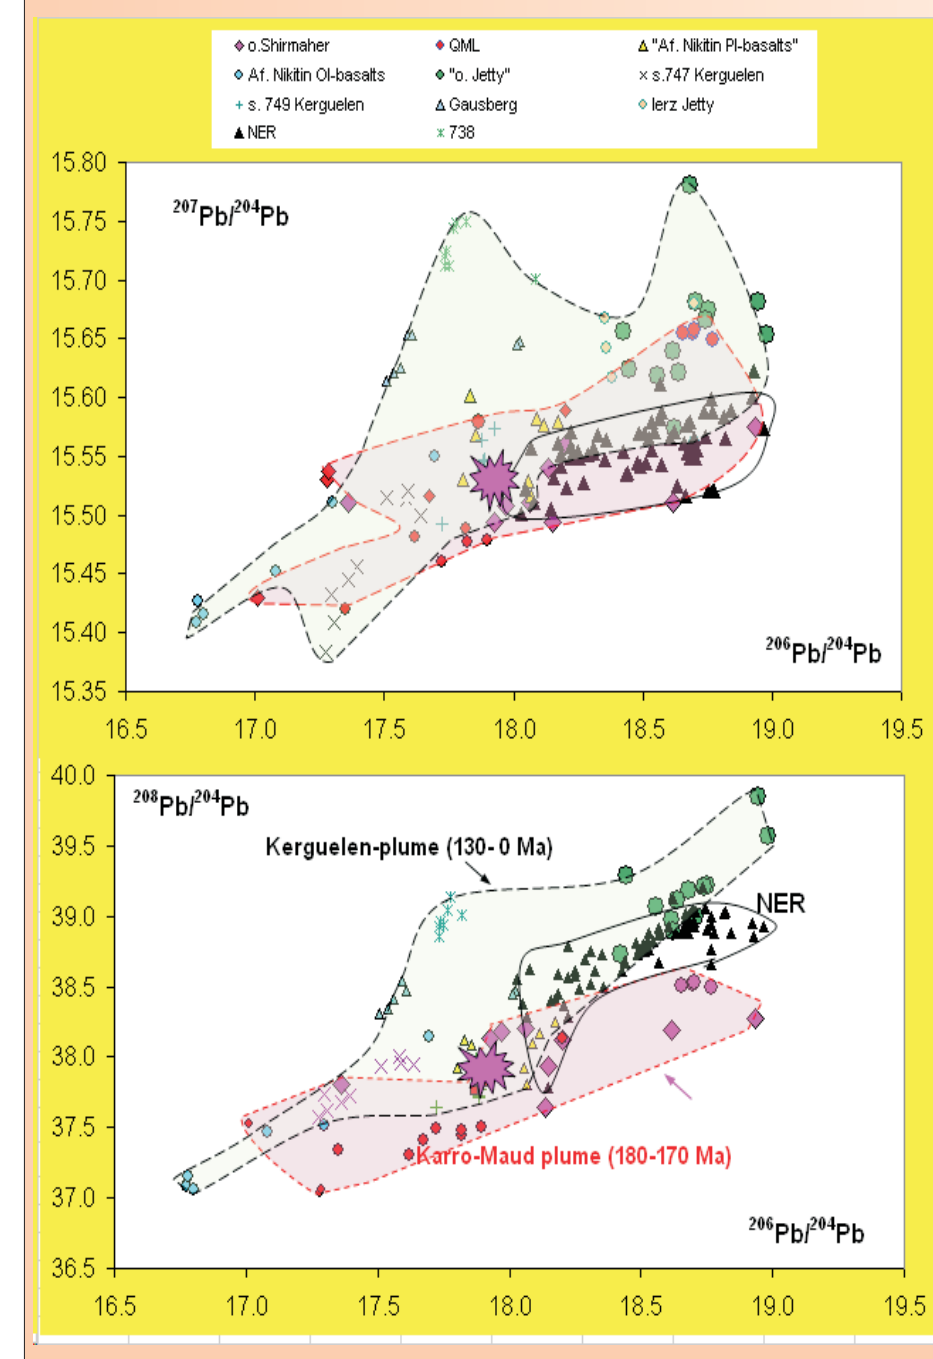 o.Shirmaher QML "Af. Nikitin Pl-basalts"
Af. Nikitin Ol-basalts "o. Jetty" s.747 Kerguelen
s. 749 Kerguelen Gausberg Ierz Jetty
NER 738
15.80
²⁰⁷Pb/²⁰⁴Pb
15.75
15.70
15.65
15.60
15.55
15.50
15.45
15.40
²⁰⁶Pb/²⁰⁴Pb
15.35
16.5 17.0 17.5 18.0 18.5 19.0 19.5
40.0
²⁰⁸Pb/²⁰⁴Pb
39.5
Kerguelen-plume (130- 0 Ma)
39.0
NER
38.5
38.0
37.5
Karro-Maud plume (180-170 Ma)
37.0
²⁰⁶Pb/²⁰⁴Pb
36.5
16.5 17.0 17.5 18.0 18.5 19.0 19.5